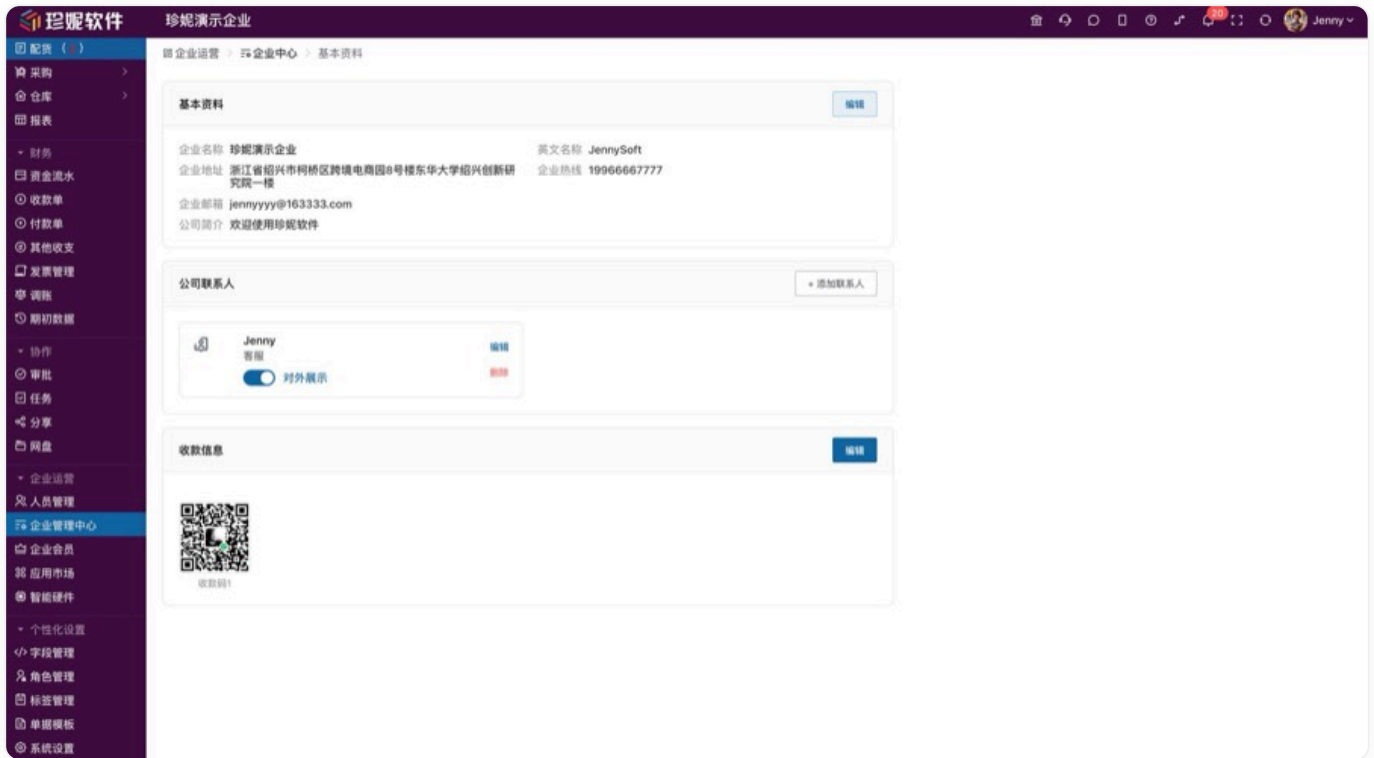 珍妮软件
珍妮演示企业
20
Jenny
配货
采购
仓库
报表
财务
资金流水
收款单
付款单
其他收支
发票管理
调账
期初数据
协作
审批
任务
分享
网盘
企业运营
人员管理
企业管理中心
企业会员
应用市场
智能硬件
个性化设置
字段管理
角色管理
标签管理
单据模板
系统设置
企业运营 > 企业中心 > 基本资料
基本资料
编辑
企业名称 珍妮演示企业
英文名称 JennySoft
企业地址 浙江省绍兴市柯桥区跨境电商园8号楼东华大学绍兴创新研
究院一楼
企业热线 19966667777
企业邮箱 jennyyyy@163333.com
公司简介 欢迎使用珍妮软件
公司联系人
+ 添加联系人
Jenny
编辑
客服
对外展示
删除
收款信息
编辑
收款码1